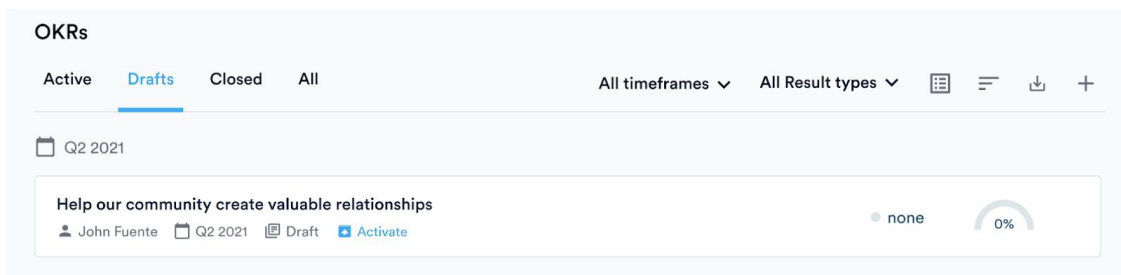 OKRs
Active Drafts Closed All All timeframes All Result types
Q2 2021
Help our community create valuable relationships
John Fuente Q2 2021 Draft Activate none 0%